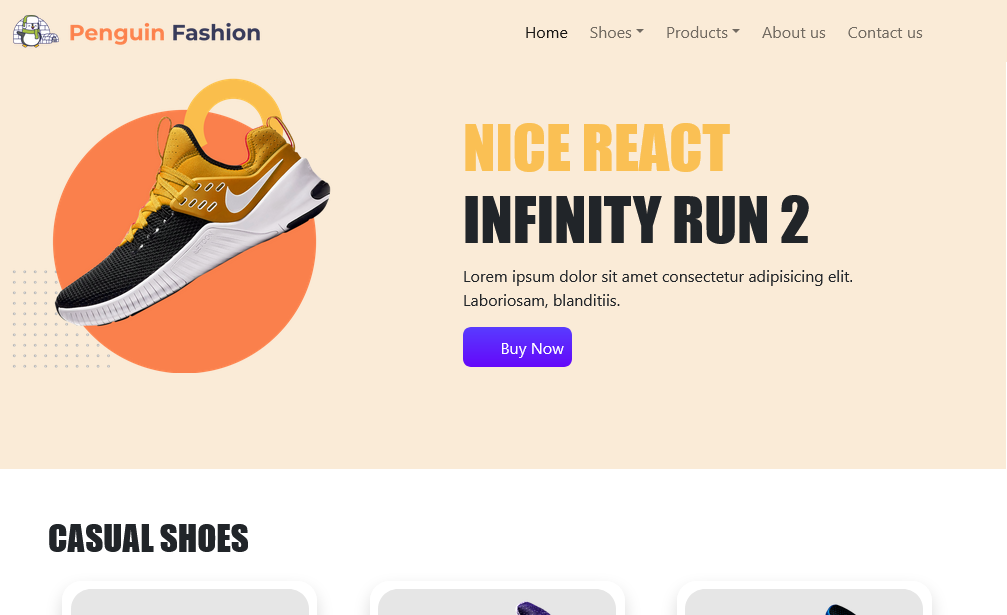 Penguin Fashion
Home Shoes Products About us Contact us
NICE REACT
INFINITY RUN 2
Lorem ipsum dolor sit amet consectetur adipisicing elit.
Laboriosam, blanditiis.
Buy Now
CASUAL SHOES